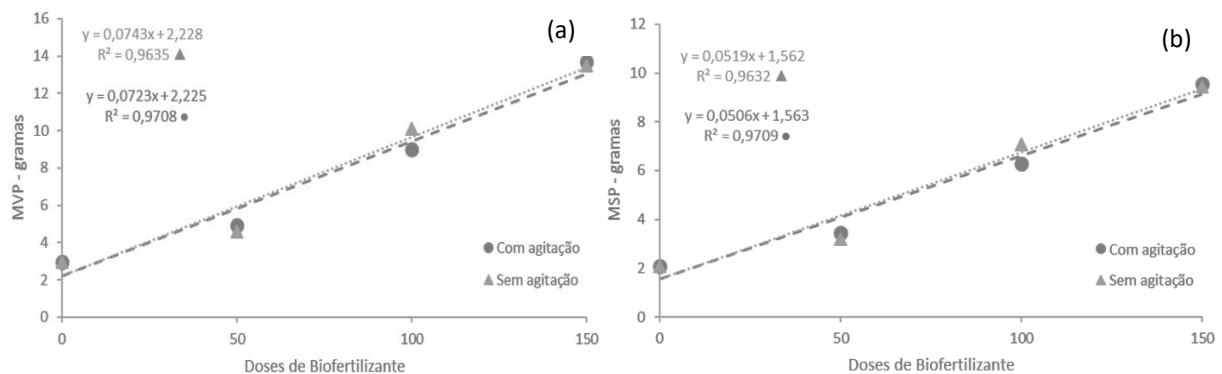 (a)
y = 0,0743x + 2,228
R² = 0,9635 ▲
y = 0,0723x + 2,225
R² = 0,9708 ●
16
14
12
10
8
6
4
2
0
MVP - gramas
Com agitação
Sem agitação
0 50 100 150
Doses de Biofertilizante
(b)
y = 0,0519x + 1,562
R² = 0,9632 ▲
y = 0,0506x + 1,563
R² = 0,9709 ●
12
10
8
6
4
2
0
MSP - gramas
Com agitação
Sem agitação
0 50 100 150
Doses de Biofertilizante